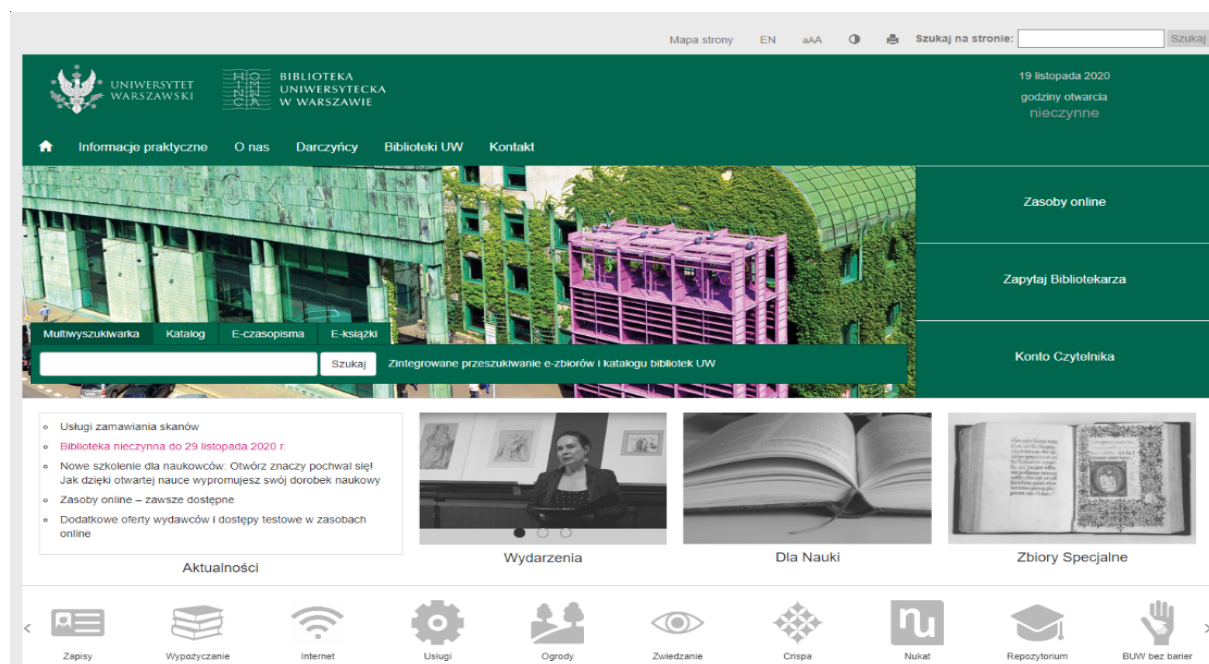 Mapa strony EN aAA Szukaj na stronie: Szukaj
UNIWERSYTET
WARSZAWSKI
BIBLIOTEKA
UNIWERSYTECKA
W WARSZAWIE
19 listopada 2020
godziny otwarcia
nieczynne
Informacje praktyczne O nas Darczyńcy Biblioteki UW Kontakt
Zasoby online
Zapytaj Bibliotekarza
Konto Czytelnika
Multiwyszukiwarka Katalog E-czasopisma E-książki
Szukaj Zintegrowane przeszukiwanie e-zbiorów i katalogu bibliotek UW
Usługi zamawiania skanów
Biblioteka nieczynna do 29 listopada 2020 r.
Nowe szkolenie dla naukowców: Otwórz znaczy pochwal się!
Jak dzięki otwartej nauce wypromujesz swój dorobek naukowy
Zasoby online – zawsze dostępne
Dodatkowe oferty wydawców i dostępy testowe w zasobach
online
Aktualności
Wydarzenia
Dla Nauki
Zbiory Specjalne
nu
Zapisy Wypożyczanie Internet Usługi Ogrody Zwiedzanie Crispa Nukat Repozytorium BUW bez barier